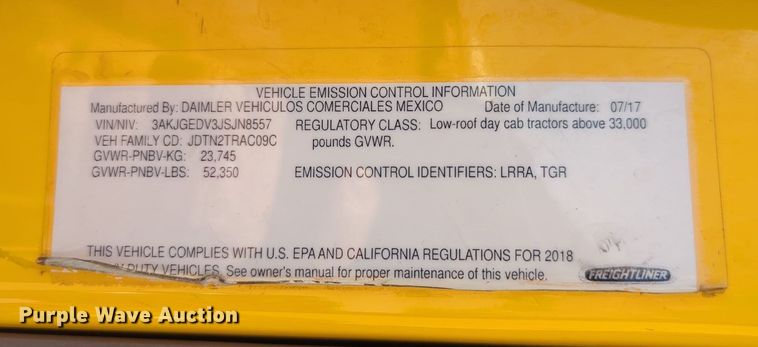 VEHICLE EMISSION CONTROL INFORMATION
Manufactured By: DAIMLER VEHICULOS COMERCIALES MEXICO Date of Manufacture: 07/17
VIN/NIV: 3AKJGEDV3JSJN8557 REGULATORY CLASS: Low-roof day cab tractors above 33,000
VEH FAMILY CD: JDTN2TRAC09C pounds GVWR.
GVWR-PNBV-KG: 23,745
GVWR-PNBV-LBS: 52,350 EMISSION CONTROL IDENTIFIERS: LRRA, TGR
THIS VEHICLE COMPLIES WITH U.S. EPA AND CALIFORNIA REGULATIONS FOR 2018
DUTY VEHICLES. See owner's manual for proper maintenance of this vehicle.
FREIGHTLINER
Purple Wave Auction